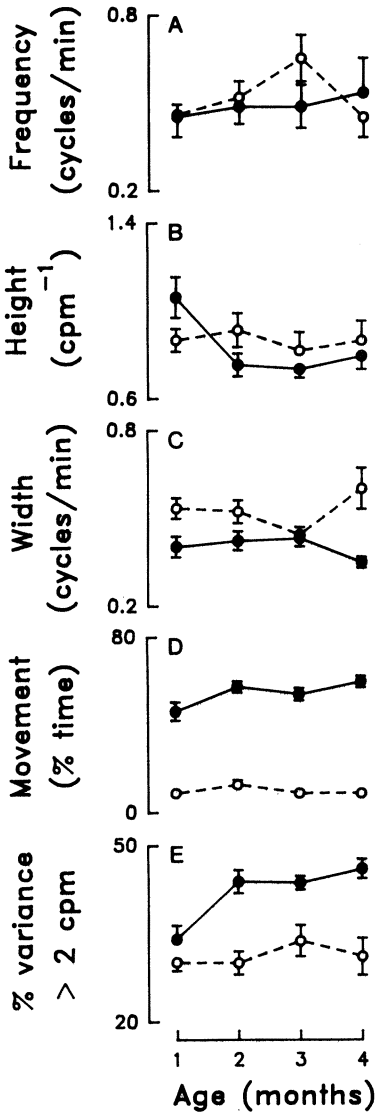 0.8
A
Frequency
(cycles/min)
0.2
1.4
B
Height
(cpm⁻¹)
0.6
0.8
C
Width
(cycles/min)
0.2
80
D
Movement
(% time)
0
50
E
% variance
> 2 cpm
20
1 2 3 4
Age (months)